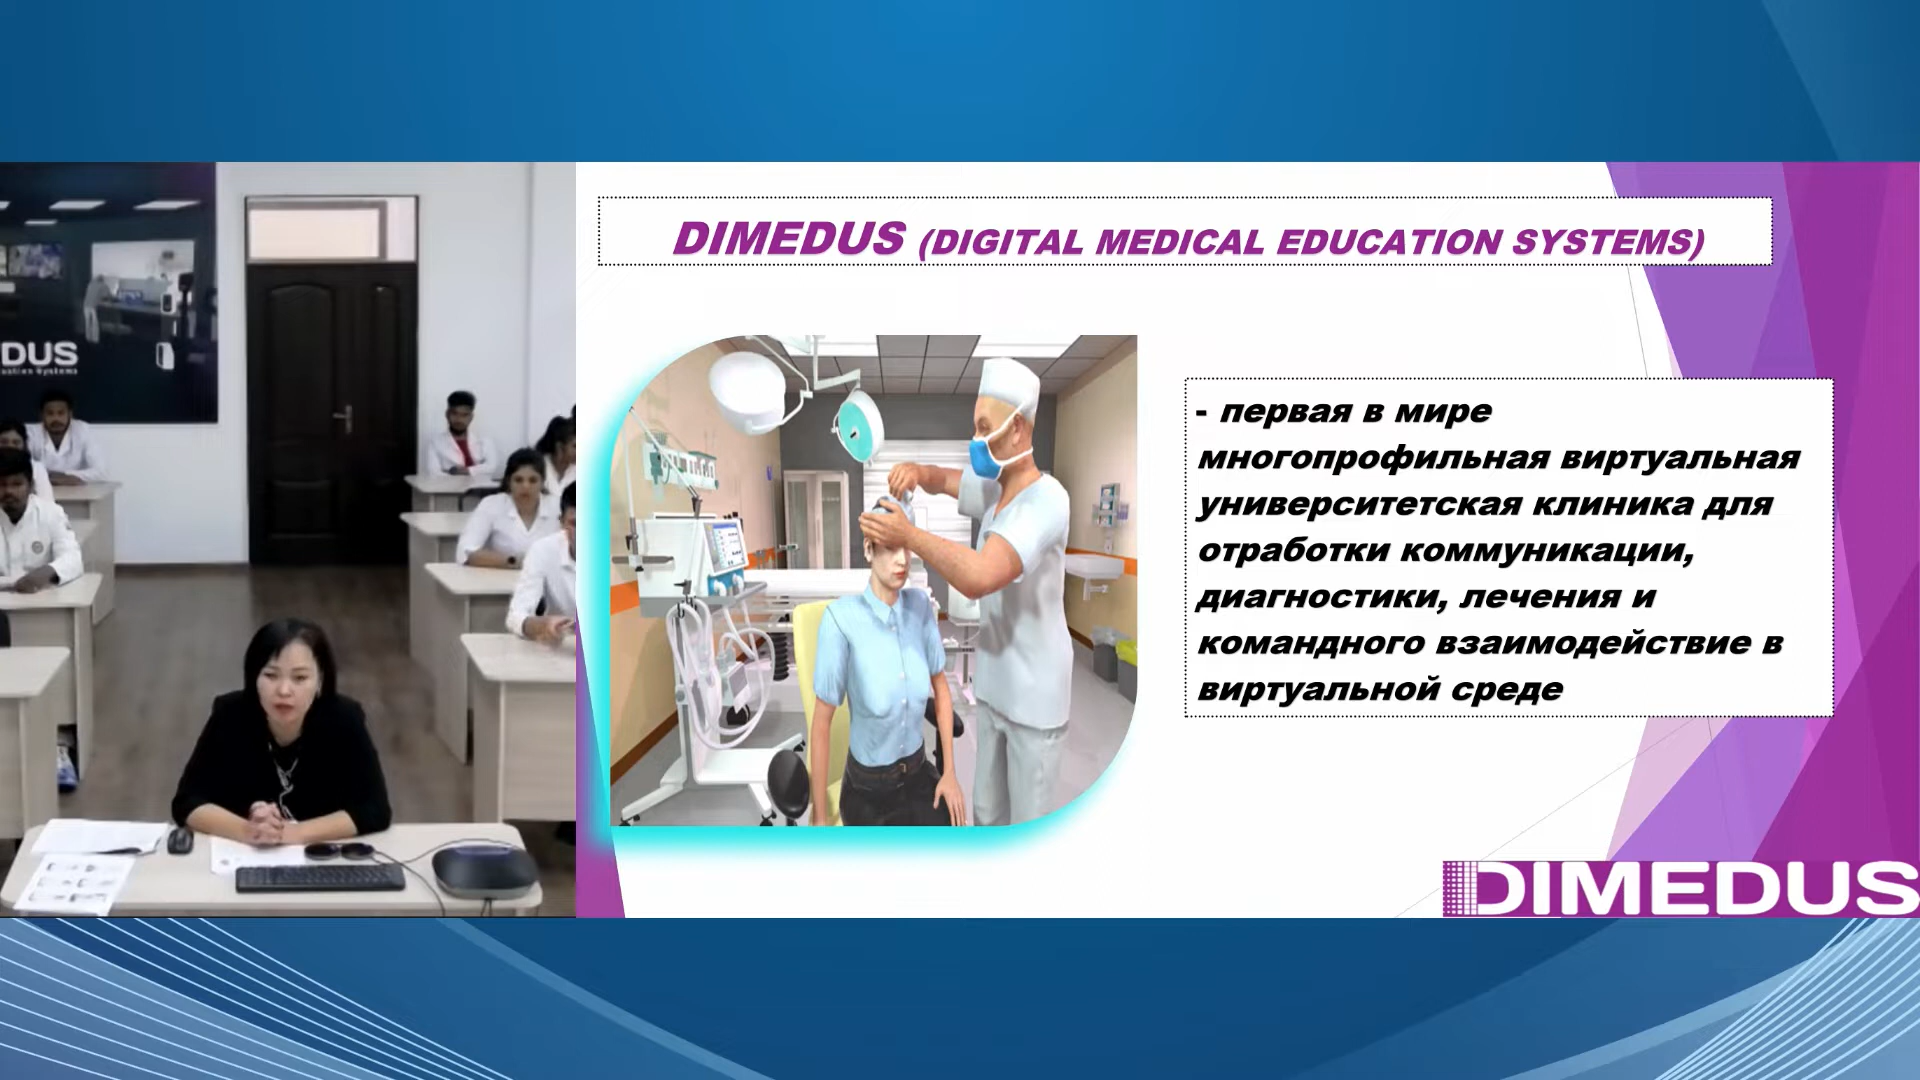 DUS
DIMEDUS (DIGITAL MEDICAL EDUCATION SYSTEMS)
- первая в мире
многопрофильная виртуальная
университетская клиника для
отработки коммуникации,
диагностики, лечения и
командного взаимодействие в
виртуальной среде
DIMEDUS